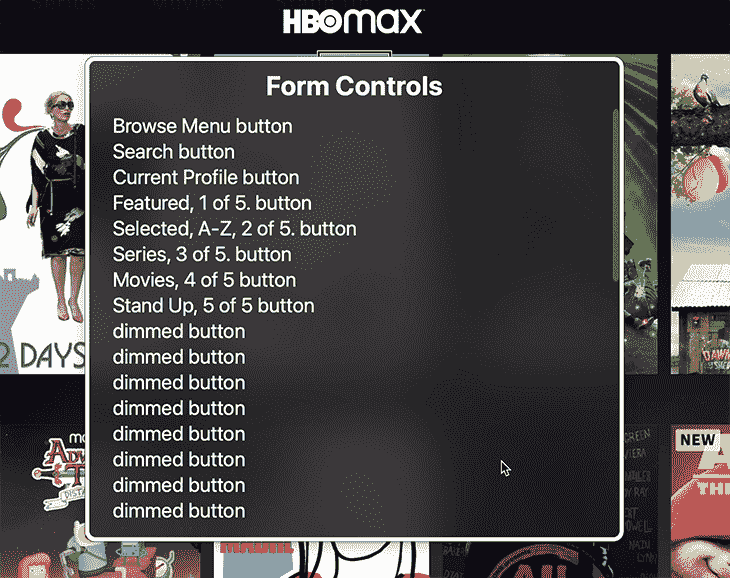 HBOMAX
Form Controls
Browse Menu button
Search button
Current Profile button
Featured, 1 of 5. button
Selected, A-Z, 2 of 5. button
Series, 3 of 5. button
Movies, 4 of 5 button
Stand Up, 5 of 5 button
dimmed button
dimmed button
dimmed button
dimmed button
dimmed button
dimmed button
dimmed button
dimmed button
2 DAYS
NEW